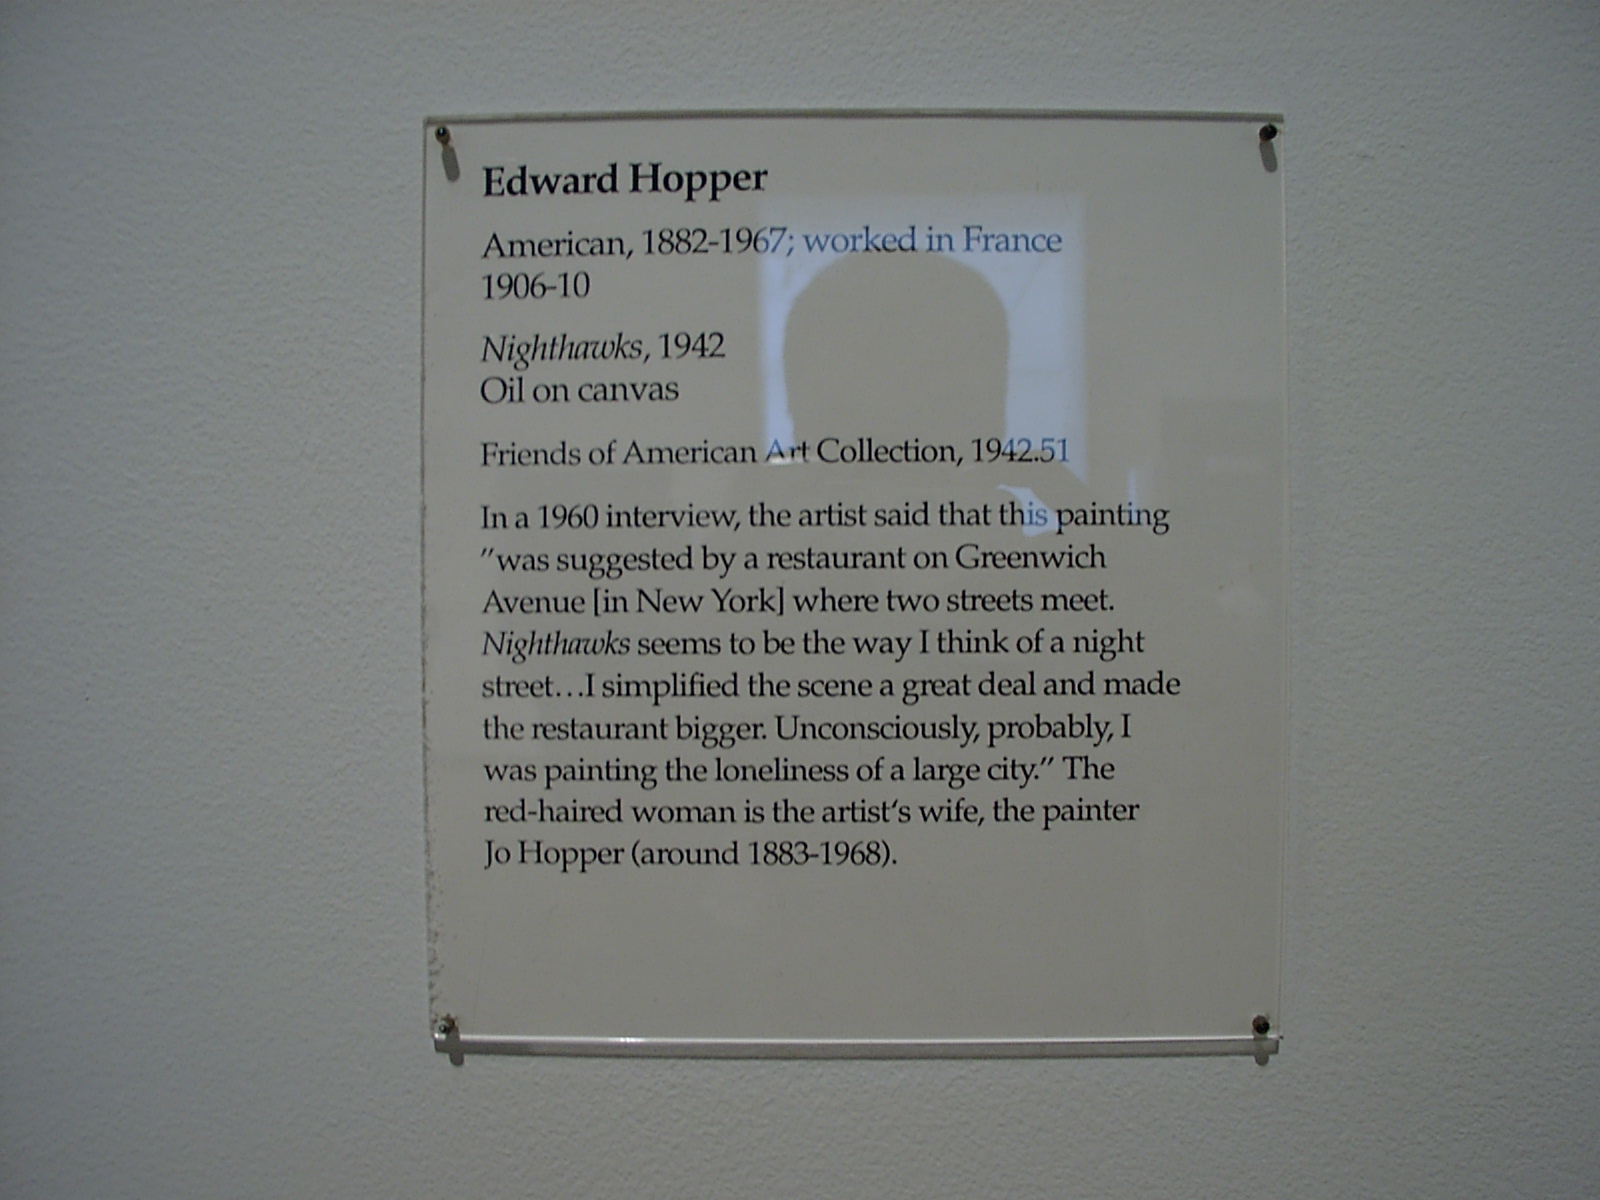 Edward Hopper
American, 1882-1967; worked in France
1906-10
Nighthawks, 1942
Oil on canvas
Friends of American Art Collection, 1942.51
In a 1960 interview, the artist said that this painting
"was suggested by a restaurant on Greenwich
Avenue [in New York] where two streets meet.
Nighthawks seems to be the way I think of a night
street…I simplified the scene a great deal and made
the restaurant bigger. Unconsciously, probably, I
was painting the loneliness of a large city." The
red-haired woman is the artist's wife, the painter
Jo Hopper (around 1883-1968).